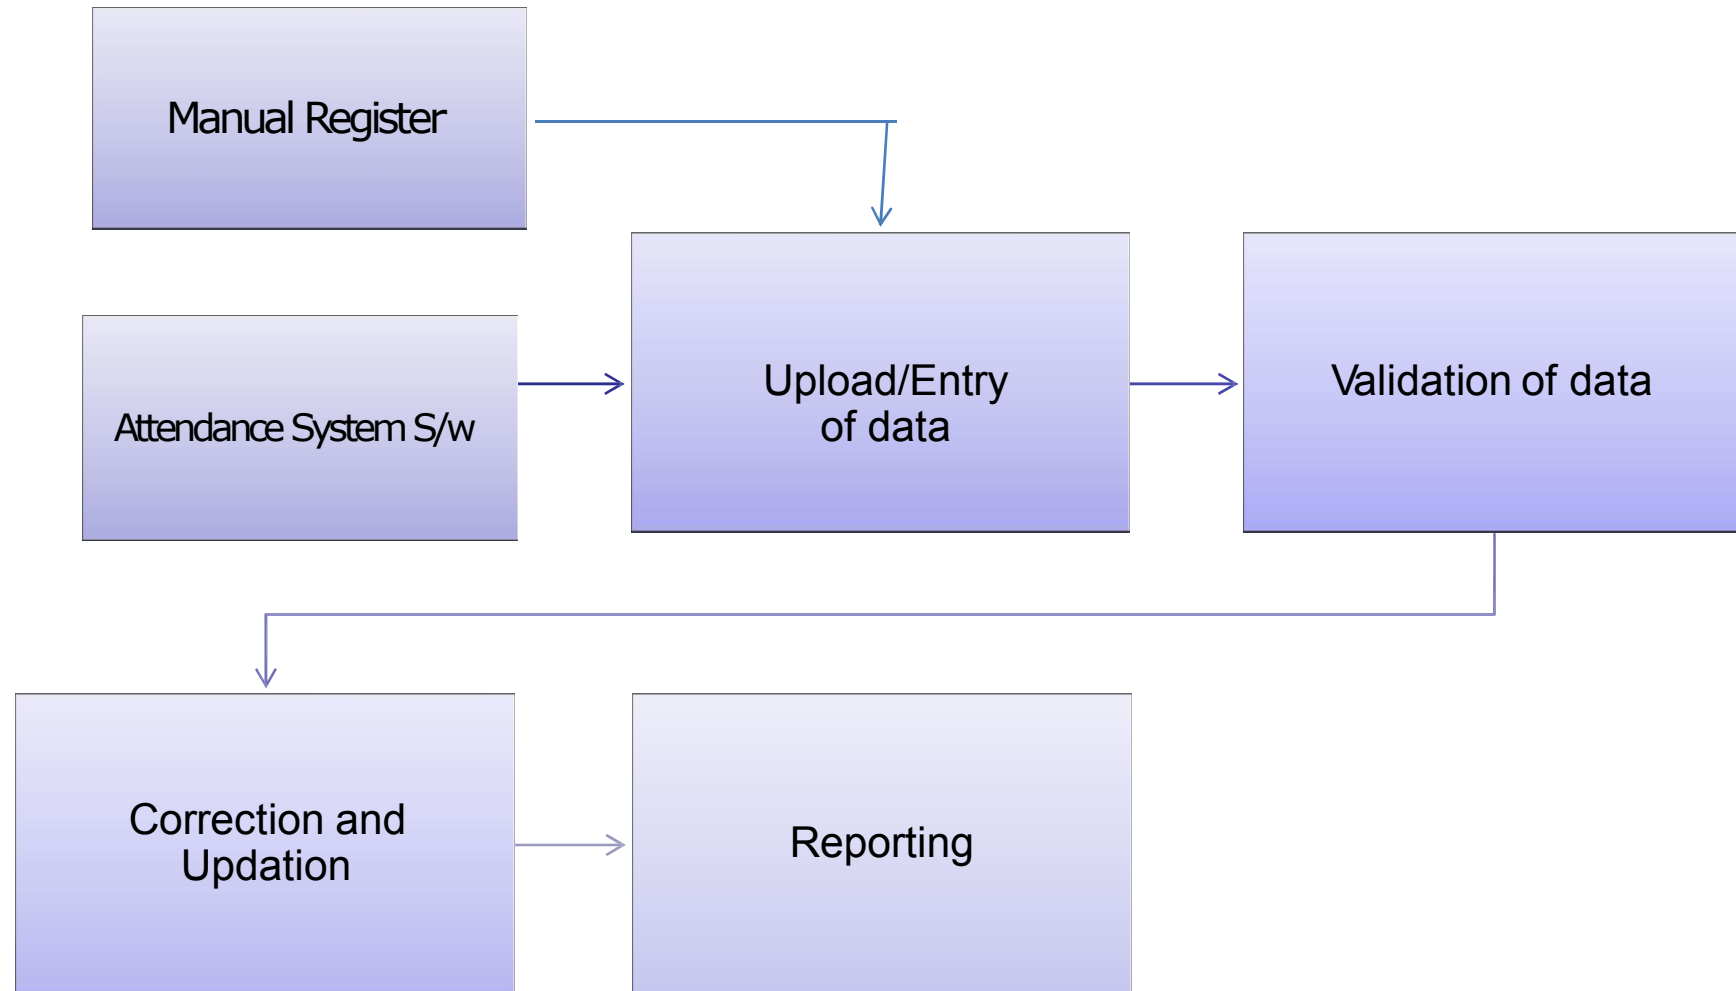 Manual Register
Attendance System S/w
Upload/Entry
of data
Validation of data
Correction and
Updation
Reporting